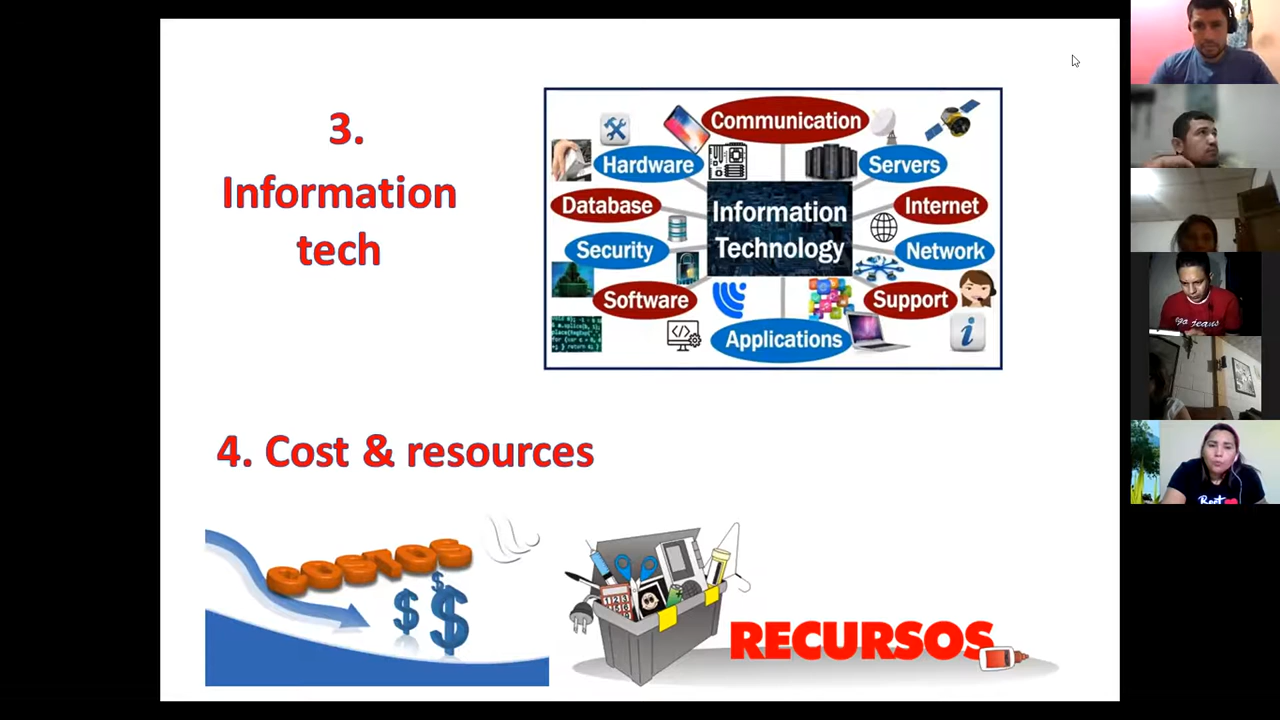 3.
Information
tech
Communication
Hardware
Servers
Database
Internet
Information
Technology
Security
Network
Software
Support
Applications
4. Cost & resources
COSTOS
$ $ $
RECURSOS